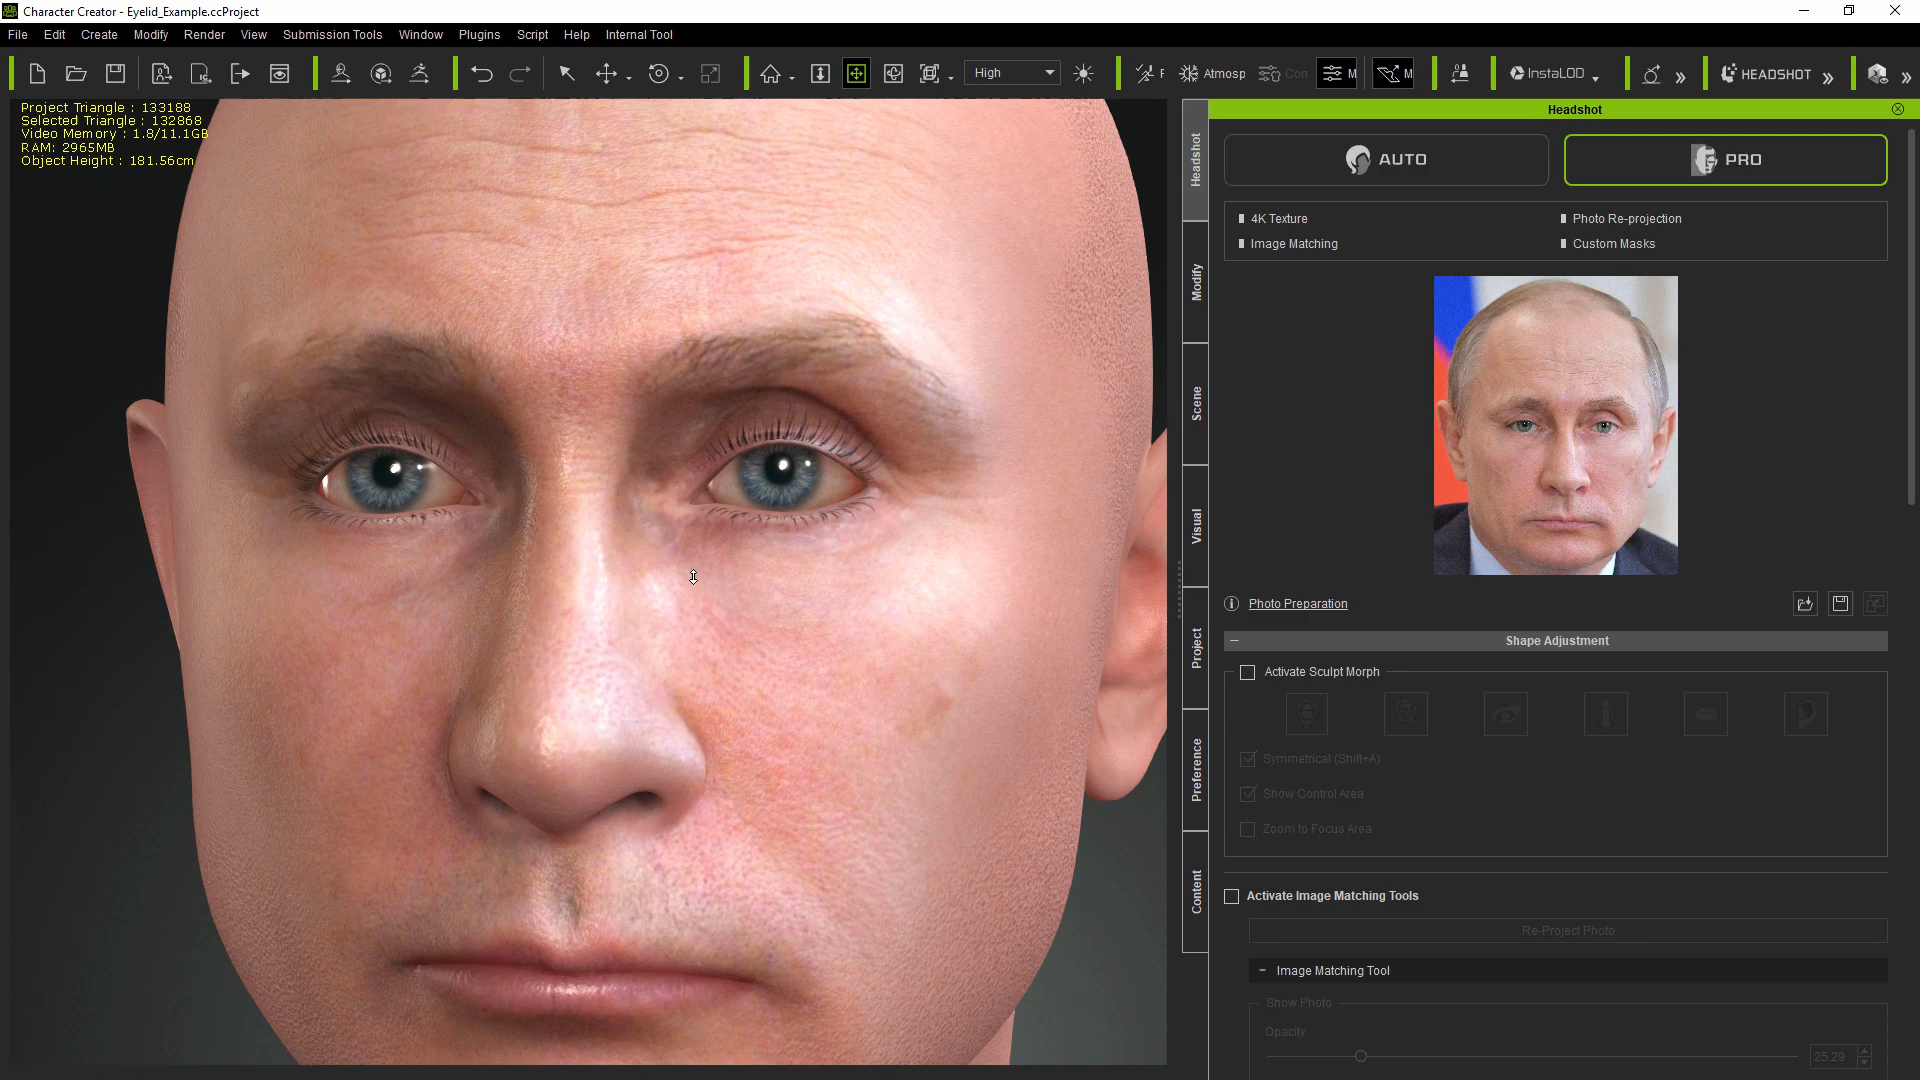 Character Creator - Eyelid_Example.ccProject
File Edit Create Modify Render View Submission Tools Window Plugins Script Help Internal Tool
High F Atmosp Con M M InstaLOD HEADSHOT
Project Triangle : 133188
Selected Triangle : 132868
Video Memory : 1.8/11.1GB
RAM: 2965MB
Object Height : 181.56cm
Headshot
Modify
Scene
Visual
Project
Preference
Content
Headshot
AUTO PRO
4K Texture Photo Re-projection
Image Matching Custom Masks
Photo Preparation
Shape Adjustment
Activate Sculpt Morph
Symmetrical (Shift+A)
Show Control Area
Zoom to Focus Area
Activate Image Matching Tools
Re-Project Photo
Image Matching Tool
Show Photo
Opacity
25.29